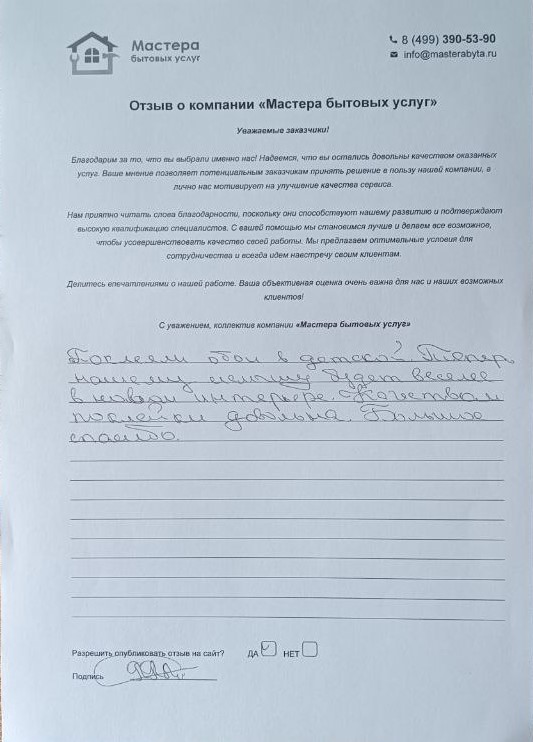 Мастера
бытовых услуг
8 (499) 390-53-90
info@masterabyta.ru
Отзыв о компании «Мастера бытовых услуг»
Уважаемые заказчики!
Благодарим за то, что вы выбрали именно нас! Надеемся, что вы остались довольны качеством оказанных
услуг. Ваше мнение позволяет потенциальным заказчикам принять решение в пользу нашей компании, а
лично нас мотивирует на улучшение качества сервиса.
Нам приятно читать слова благодарности, поскольку они способствуют нашему развитию и подтверждают
высокую квалификацию специалистов. С вашей помощью мы становимся лучше и делаем все возможное,
чтобы усовершенствовать качество своей работы. Мы предлагаем оптимальные условия для
сотрудничества и всегда идем навстречу своим клиентам.
Делитесь впечатлениями о нашей работе. Ваша объективная оценка очень важна для нас и наших возможных
клиентов!
С уважением, коллектив компании «Мастера бытовых услуг»
Поклеили обои в детской. Теперь
нашему будет веселее
в новом интерьере. Качеством
поклейки довольна. Большое
спасибо.
Разрешить опубликовать отзыв на сайт? ДА НЕТ
Подпись